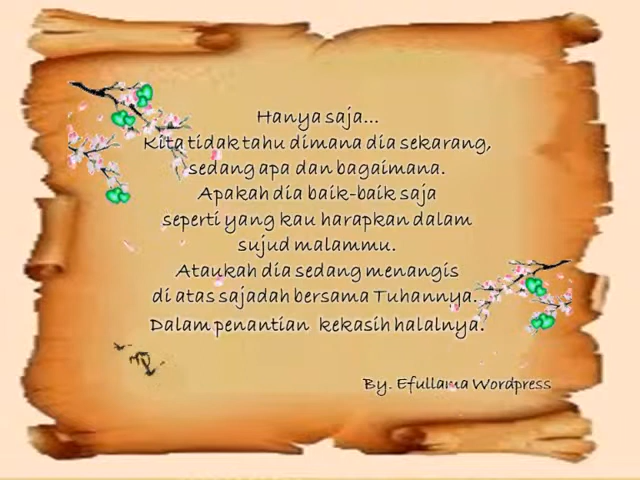 Hanya saja...
Kita tidak tahu dimana dia sekarang,
sedang apa dan bagaimana.
Apakah dia baik-baik saja
seperti yang kau harapkan dalam
sujud malammu.
Ataukah dia sedang menangis
di atas sajadah bersama Tuhannya.
Dalam penantian kekasih halalnya.
By. Efullama Wordpress